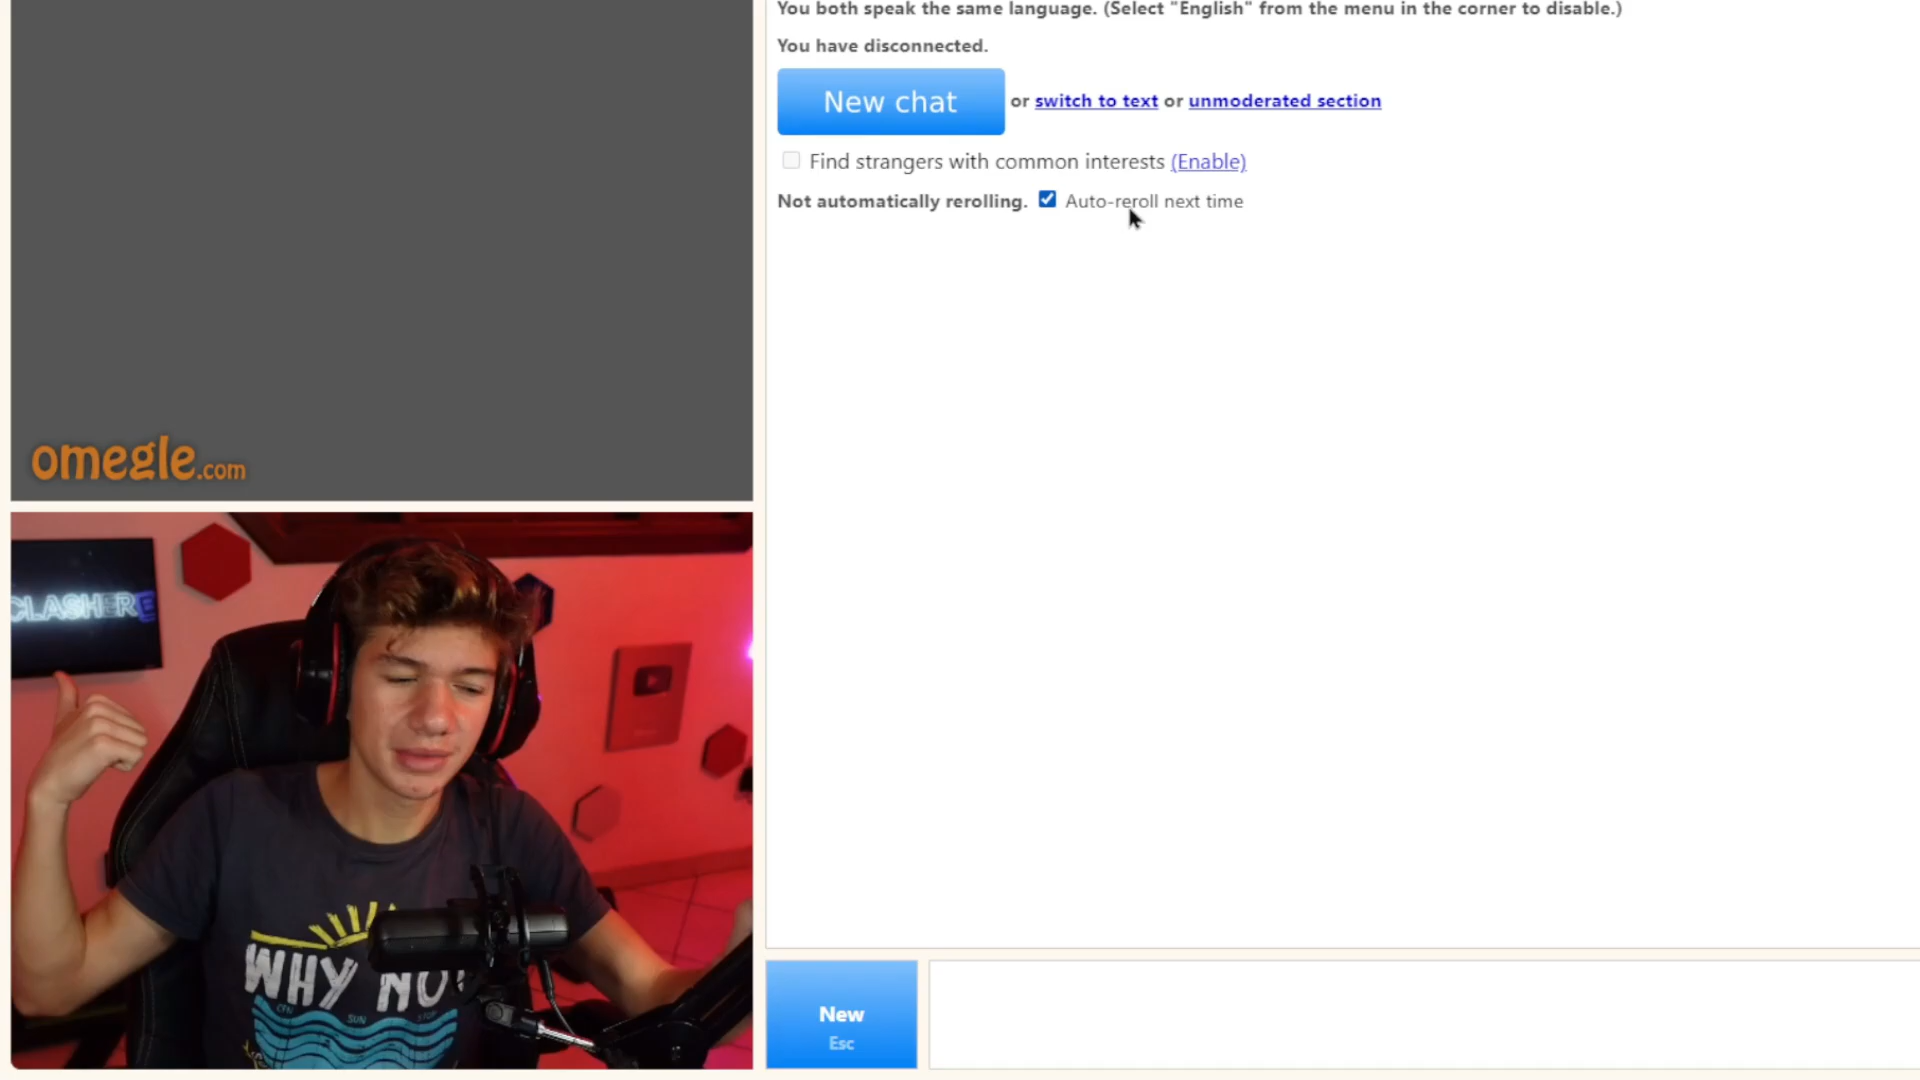 You both speak the same language. (Select "English" from the menu in the corner to disable.)
You have disconnected.
New chat or switch to text or unmoderated section
Find strangers with common interests (Enable)
Not automatically rerolling. Auto-reroll next time
omegle.com
CLASHER
WHY NO
SUN
New
Esc